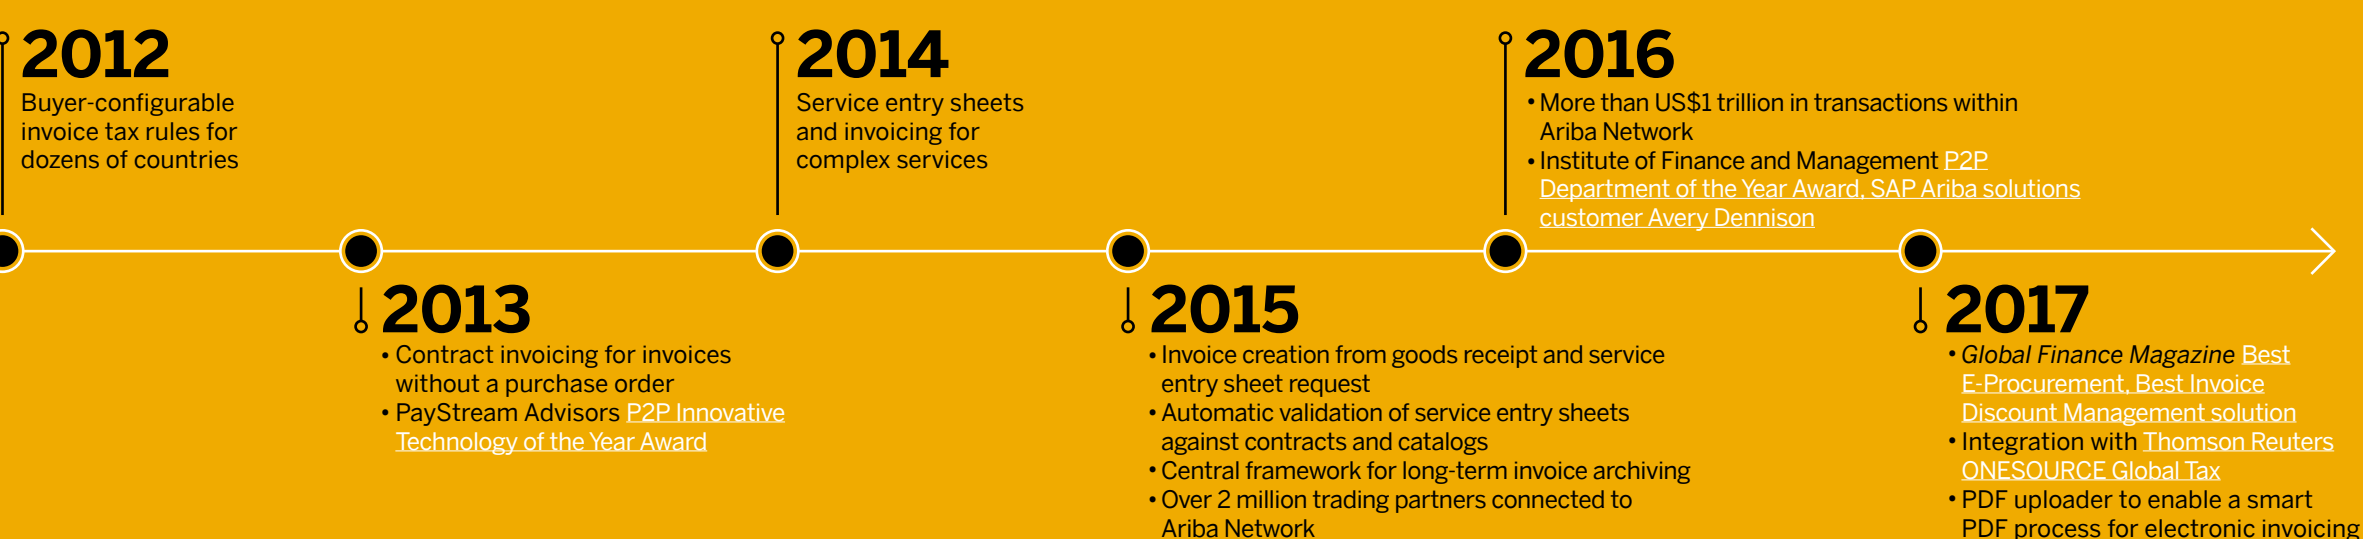 2012
Buyer-configurable
invoice tax rules for
dozens of countries
2013
• Contract invoicing for invoices
without a purchase order
• PayStream Advisors P2P Innovative
Technology of the Year Award
2014
Service entry sheets
and invoicing for
complex services
2015
• Invoice creation from goods receipt and service
entry sheet request
• Automatic validation of service entry sheets
against contracts and catalogs
• Central framework for long-term invoice archiving
• Over 2 million trading partners connected to
Ariba Network
2016
• More than US$1 trillion in transactions within
Ariba Network
• Institute of Finance and Management P2P
Department of the Year Award, SAP Ariba solutions
customer Avery Dennison
2017
• Global Finance Magazine Best
E-Procurement, Best Invoice
Discount Management solution
• Integration with Thomson Reuters
ONESOURCE Global Tax
• PDF uploader to enable a smart
PDF process for electronic invoicing